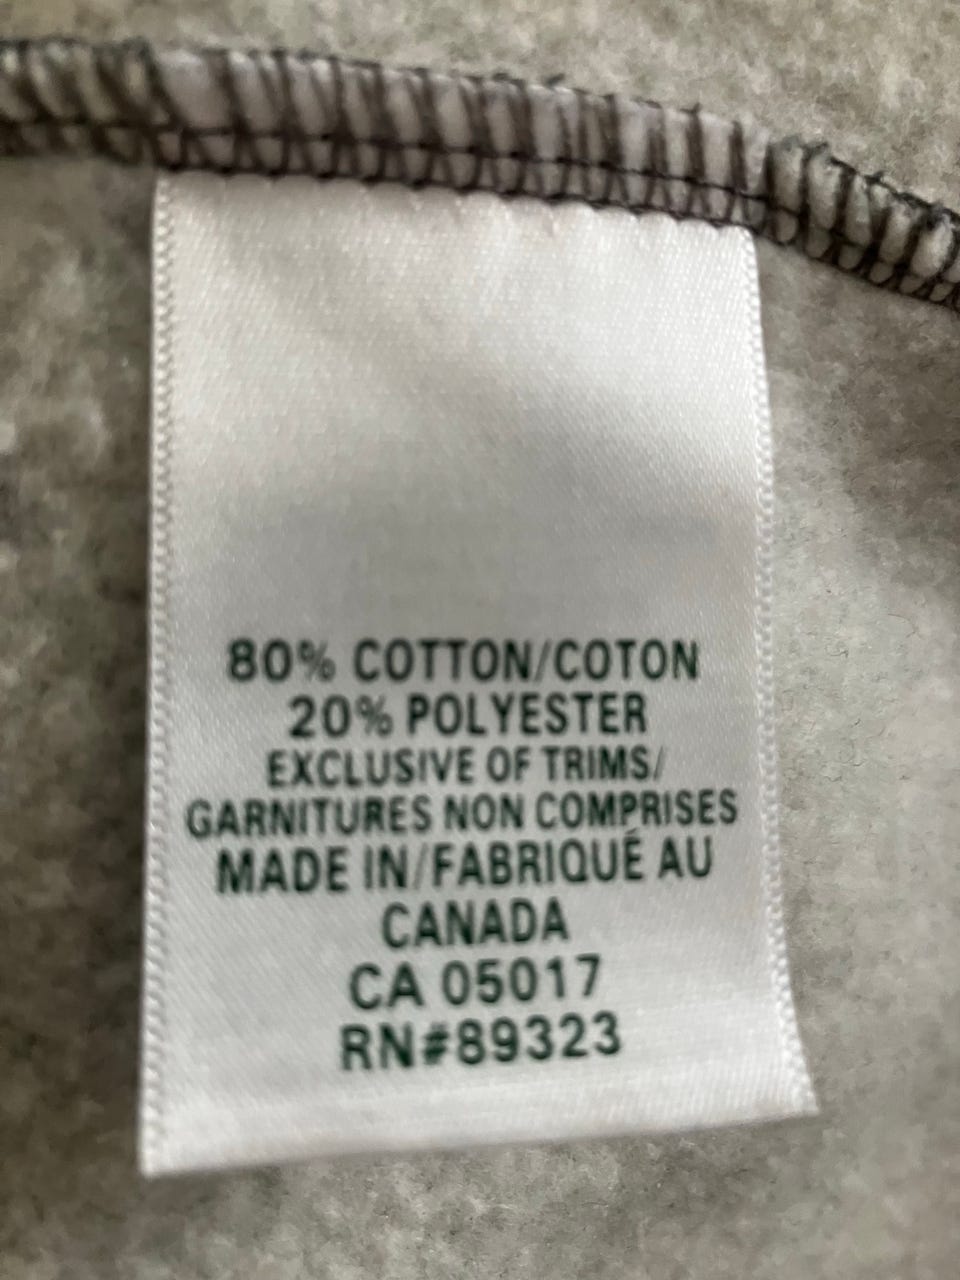 80% COTTON/COTON
20% POLYESTER
EXCLUSIVE OF TRIMS/
GARNITURES NON COMPRISES
MADE IN/FABRIQUÉ AU
CANADA
CA 05017
RN#89323